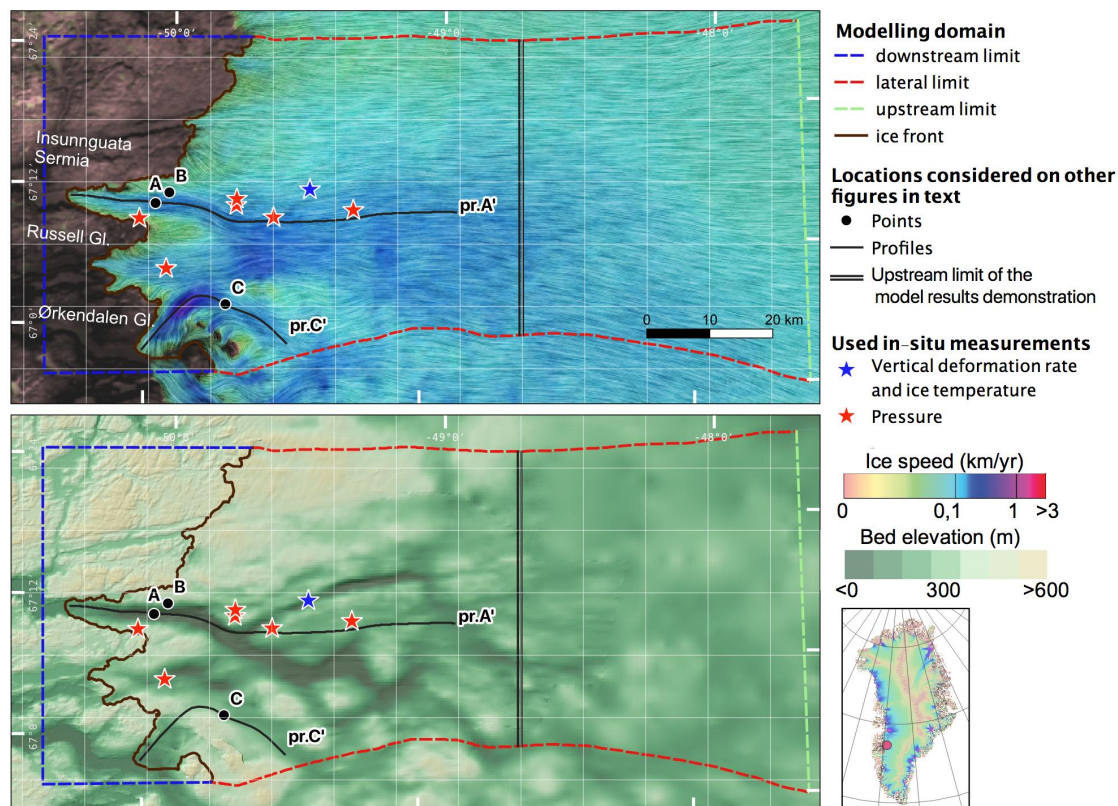 -50°0'
-49°0'
-48°0'
67°24'
67°12'
67°0'
Insunnguata
Sermia
A
B
pr.A'
Russell Gl.
C
Ørkendalen Gl.
pr.C'
0 10 20 km
-50°0'
-49°0'
-48°0'
67°12'
A
B
pr.A'
C
pr.C'
Modelling domain
downstream limit
lateral limit
upstream limit
ice front
Locations considered on other
figures in text
Points
Profiles
Upstream limit of the
model results demonstration
Used in-situ measurements
Vertical deformation rate
and ice temperature
Pressure
Ice speed (km/yr)
0 0,1 1 >3
Bed elevation (m)
<0 300 >600